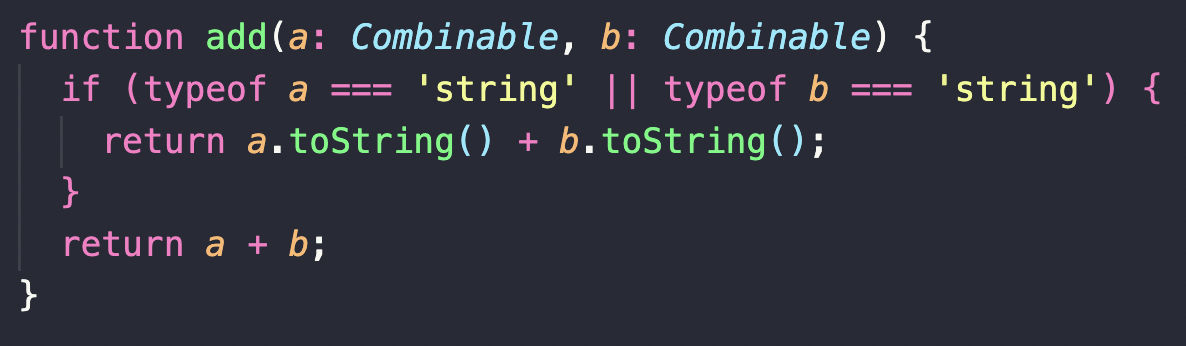 function add(a: Combinable, b: Combinable) {
  if (typeof a === 'string' || typeof b === 'string') {
    return a.toString() + b.toString();
  }
  return a + b;
}